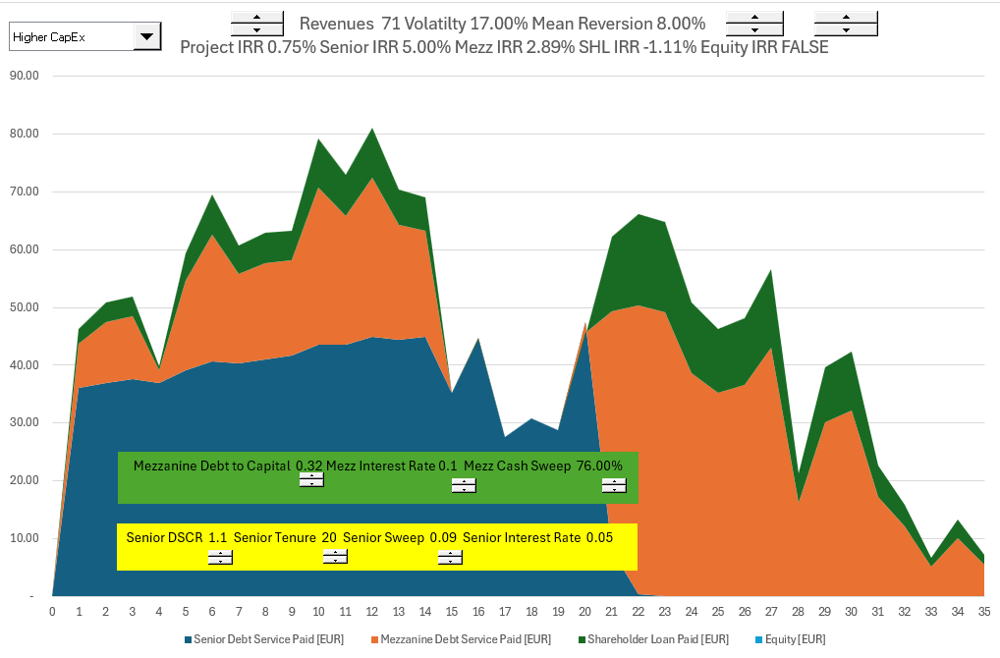 Higher CapEx
Revenues 71 Volatilty 17.00% Mean Reversion 8.00%
Project IRR 0.75% Senior IRR 5.00% Mezz IRR 2.89% SHL IRR -1.11% Equity IRR FALSE
90.00
80.00
70.00
60.00
50.00
40.00
30.00
20.00
10.00
-
Mezzanine Debt to Capital 0.32 Mezz Interest Rate 0.1 Mezz Cash Sweep 76.00%
Senior DSCR 1.1 Senior Tenure 20 Senior Sweep 0.09 Senior Interest Rate 0.05
0 1 2 3 4 5 6 7 8 9 10 11 12 13 14 15 16 17 18 19 20 21 22 23 24 25 26 27 28 29 30 31 32 33 34 35
Senior Debt Service Paid [EUR] Mezzanine Debt Service Paid [EUR] Shareholder Loan Paid [EUR] Equity [EUR]